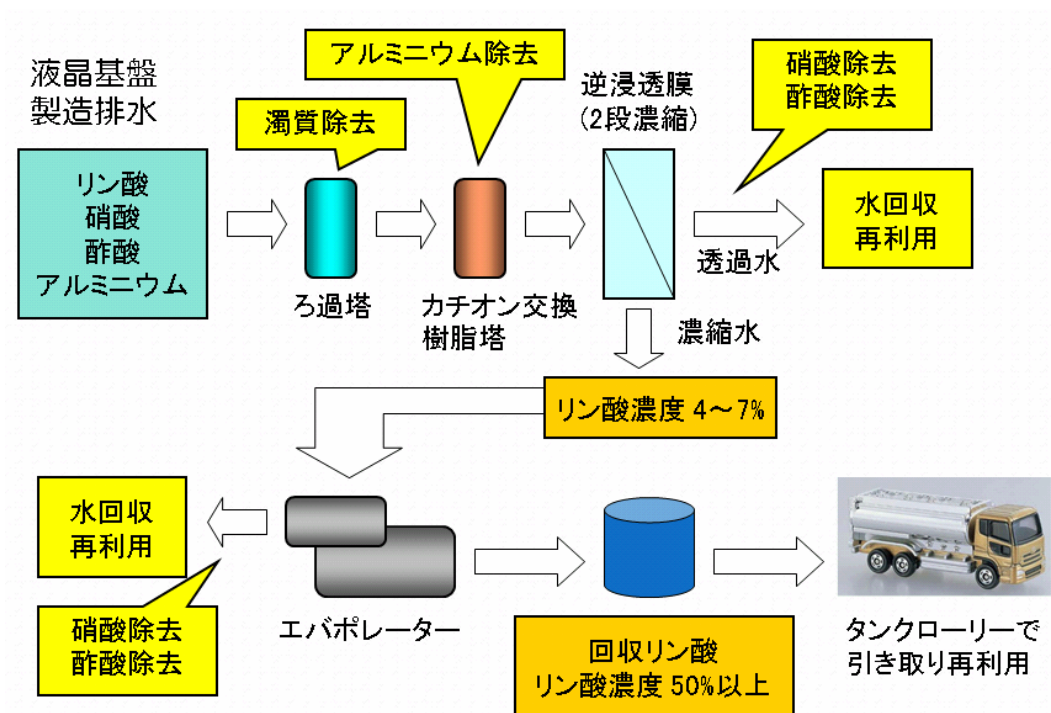 液晶基盤
製造排水
リン酸
硝酸
酢酸
アルミニウム
濁質除去
アルミニウム除去
ろ過塔
カチオン交換
樹脂塔
逆浸透膜
(2段濃縮)
硝酸除去
酢酸除去
透過水
水回収
再利用
濃縮水
リン酸濃度 4～7%
水回収
再利用
硝酸除去
酢酸除去
エバポレーター
回収リン酸
リン酸濃度 50%以上
タンクローリーで
引き取り再利用